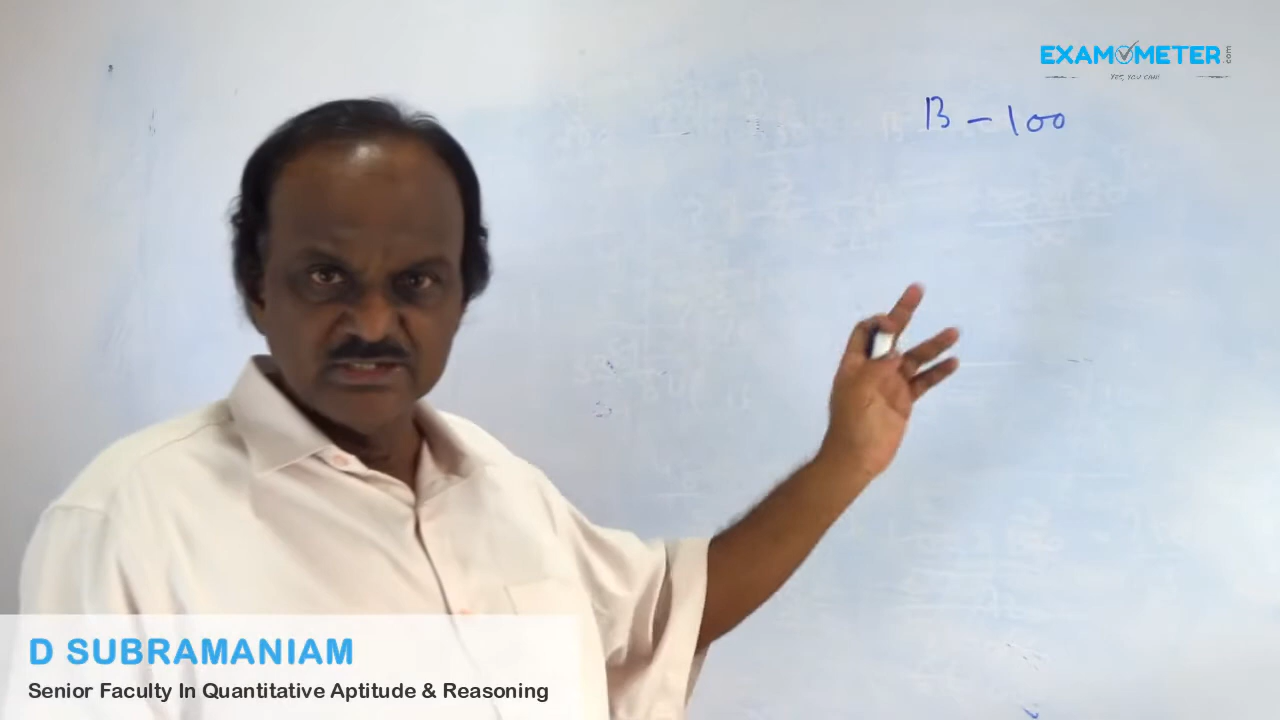 EXAMOMETER.com
YES, YOU CAN!
B - 100
D SUBRAMANIAM
Senior Faculty In Quantitative Aptitude & Reasoning